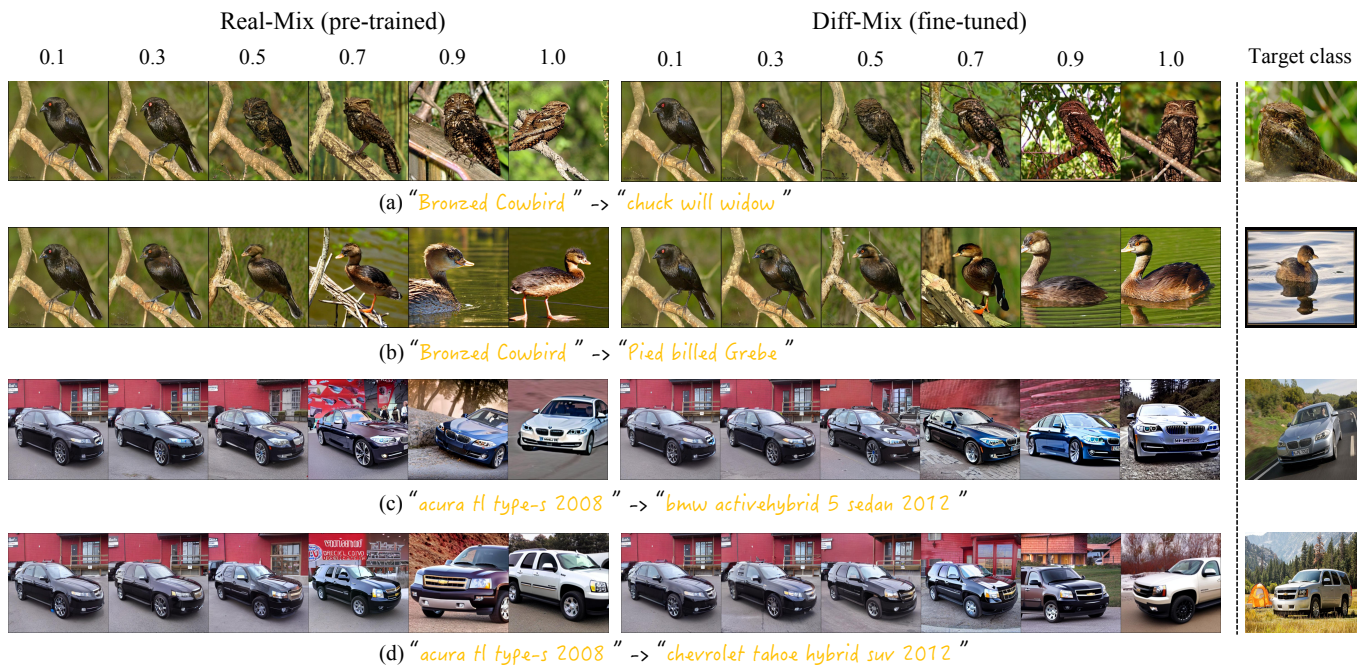 Real-Mix (pre-trained) Diff-Mix (fine-tuned)
0.1 0.3 0.5 0.7 0.9 1.0 0.1 0.3 0.5 0.7 0.9 1.0 Target class
(a) “Bronzed Cowbird ” -> “chuck will widow ”
(b) “Bronzed Cowbird ” -> “Pied billed Grebe ”
(c) “acura tl type-s 2008 ” -> “bmw activehybrid 5 sedan 2012 ”
(d) “acura tl type-s 2008 ” -> “chevrolet tahoe hybrid suv 2012 ”